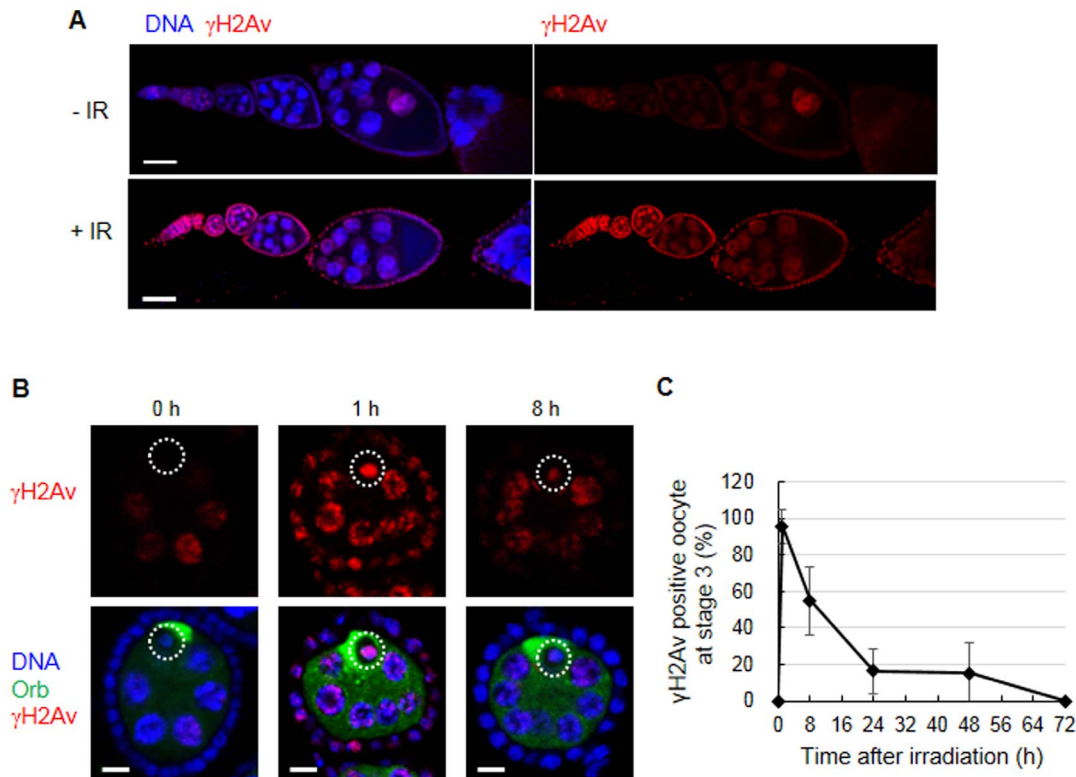 A
DNA γH2Av
γH2Av
- IR
+ IR
B
0 h
1 h
8 h
γH2Av
DNA
Orb
γH2Av
C
γH2Av positive oocyte
at stage 3 (%)
120
100
80
60
40
20
0
0 8 16 24 32 40 48 56 64 72
Time after irradiation (h)